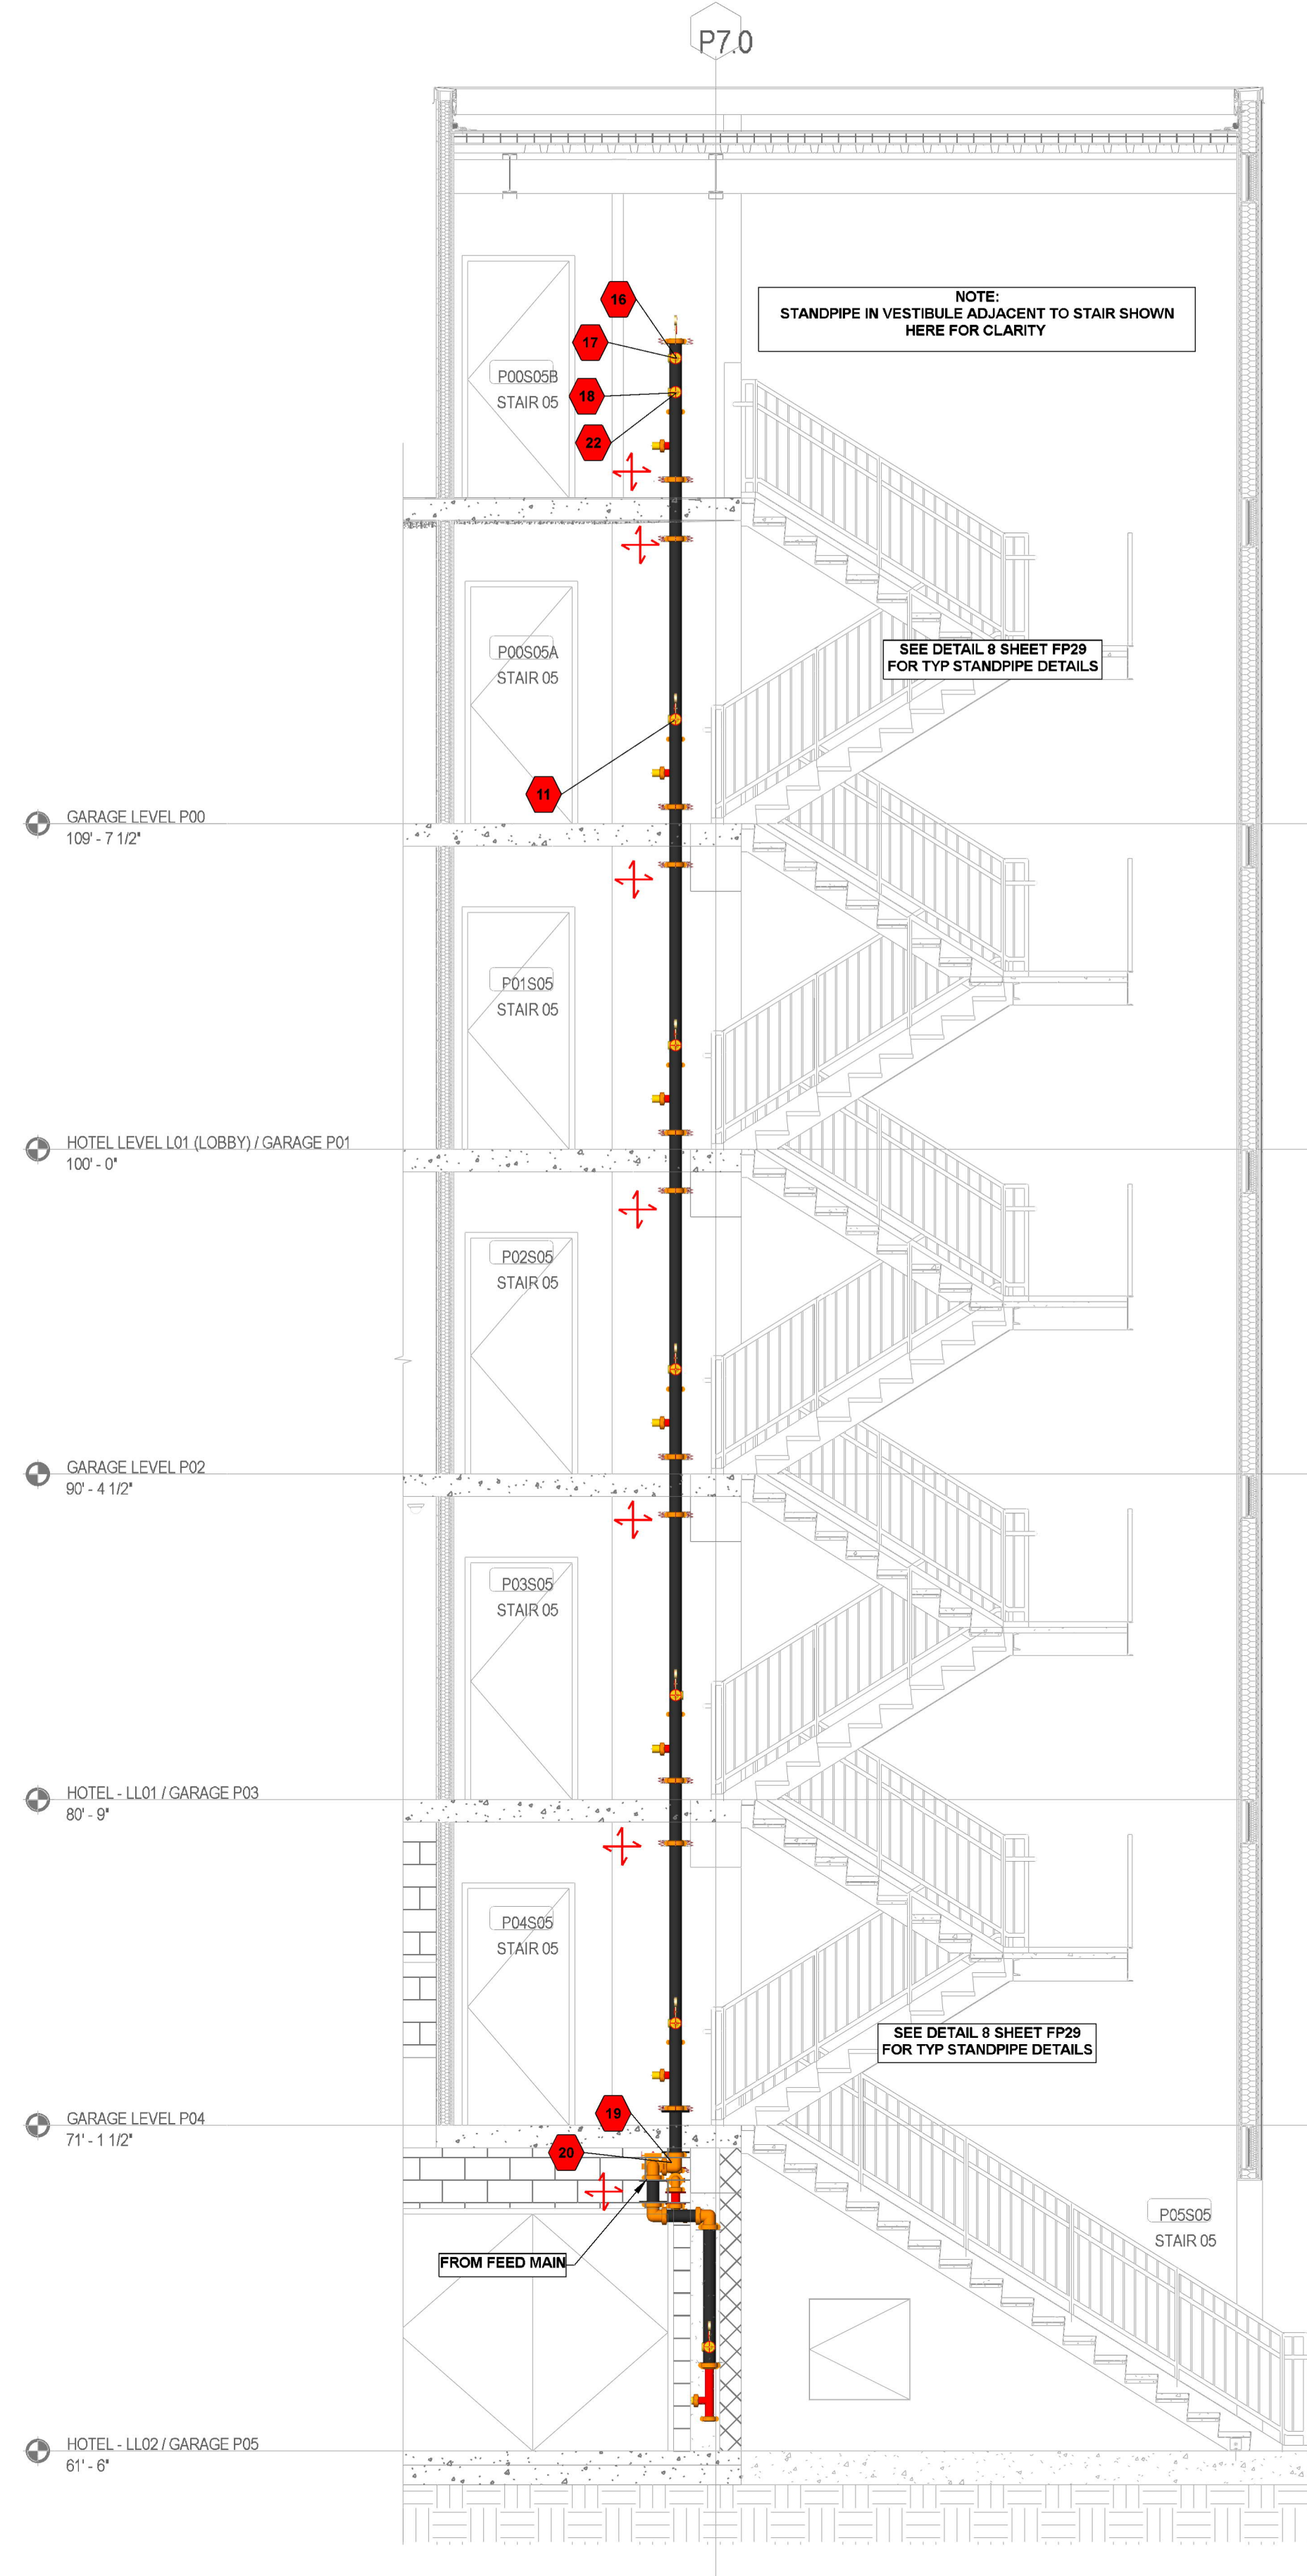 P7.0
NOTE:
STANDPIPE IN VESTIBULE ADJACENT TO STAIR SHOWN
HERE FOR CLARITY
16
17
P00S05B
STAIR 05
18
22
P00S05A
STAIR 05
SEE DETAIL 8 SHEET FP29
FOR TYP STANDPIPE DETAILS
11
GARAGE LEVEL P00
109' - 7 1/2"
P01S05
STAIR 05
HOTEL LEVEL L01 (LOBBY) / GARAGE P01
100' - 0"
P02S05
STAIR 05
GARAGE LEVEL P02
90' - 4 1/2"
P03S05
STAIR 05
HOTEL - LL01 / GARAGE P03
80' - 9"
P04S05
STAIR 05
SEE DETAIL 8 SHEET FP29
FOR TYP STANDPIPE DETAILS
GARAGE LEVEL P04
71' - 1 1/2"
19
20
P05S05
STAIR 05
FROM FEED MAIN
HOTEL - LL02 / GARAGE P05
61' - 6"